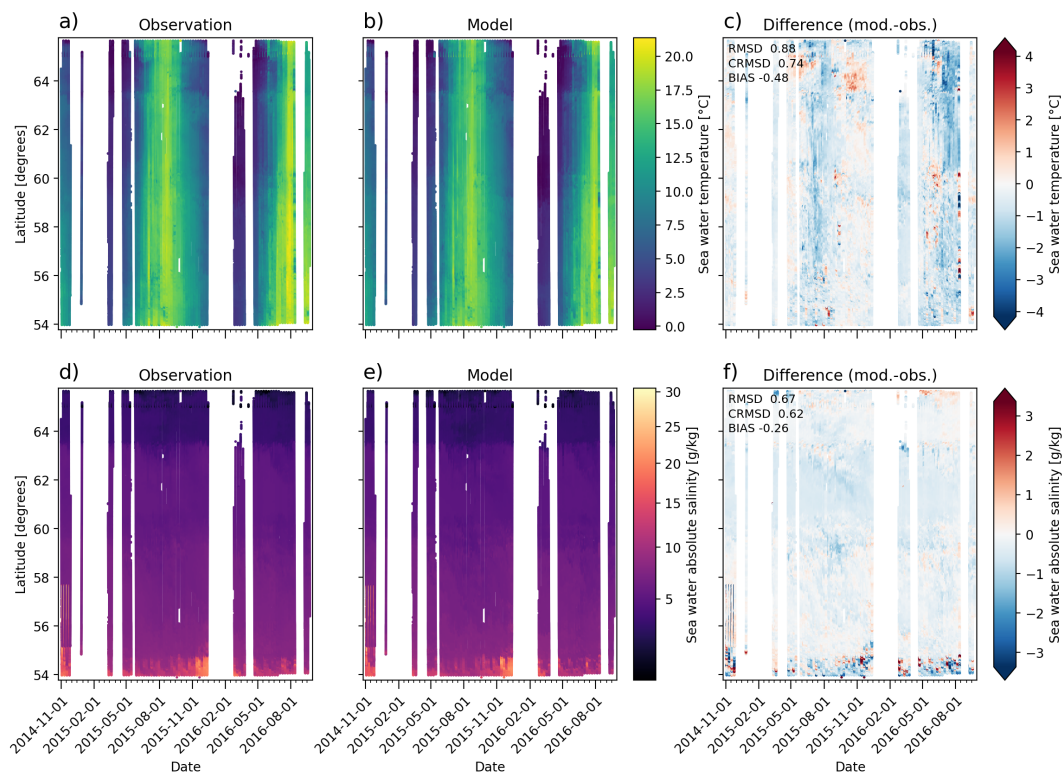 a)
Observation
b)
Model
c)
Difference (mod.-obs.)
RMSD 0.88
CRMSD 0.74
BIAS -0.48
Latitude [degrees]
64
62
60
58
56
54
20.0
17.5
15.0
12.5
10.0
7.5
5.0
2.5
0.0
Sea water temperature [°C]
4
3
2
1
0
−1
−2
−3
−4
Sea water temperature [°C]
d)
Observation
e)
Model
f)
Difference (mod.-obs.)
RMSD 0.67
CRMSD 0.62
BIAS -0.26
Latitude [degrees]
64
62
60
58
56
54
30
25
20
15
10
5
Sea water absolute salinity [g/kg]
3
2
1
0
−1
−2
−3
Sea water absolute salinity [g/kg]
2014-11-01
2015-02-01
2015-05-01
2015-08-01
2015-11-01
2016-02-01
2016-05-01
2016-08-01
Date
2014-11-01
2015-02-01
2015-05-01
2015-08-01
2015-11-01
2016-02-01
2016-05-01
2016-08-01
Date
2014-11-01
2015-02-01
2015-05-01
2015-08-01
2015-11-01
2016-02-01
2016-05-01
2016-08-01
Date